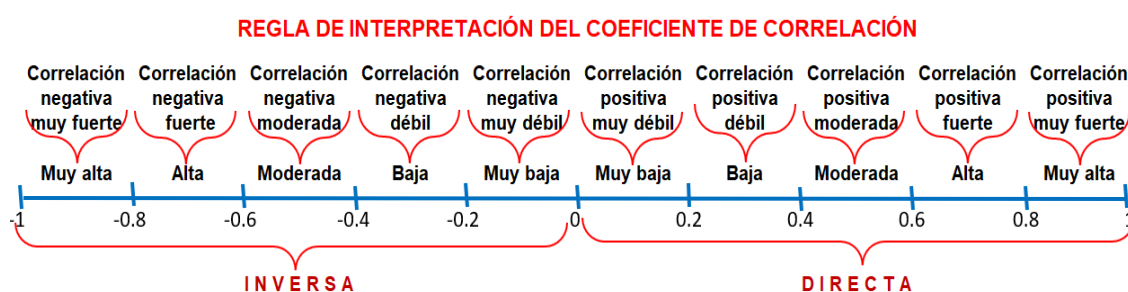 REGLA DE INTERPRETACIÓN DEL COEFICIENTE DE CORRELACIÓN
Correlación Correlación Correlación Correlación Correlación Correlación Correlación Correlación Correlación Correlación
negativa negativa negativa negativa negativa positiva positiva positiva positiva positiva
muy fuerte fuerte moderada débil muy débil muy débil débil moderada fuerte muy fuerte
Muy alta Alta Moderada Baja Muy baja Muy baja Baja Moderada Alta Muy alta
-1 -0.8 -0.6 -0.4 -0.2 0 0.2 0.4 0.6 0.8 1
INVERSA DIRECTA